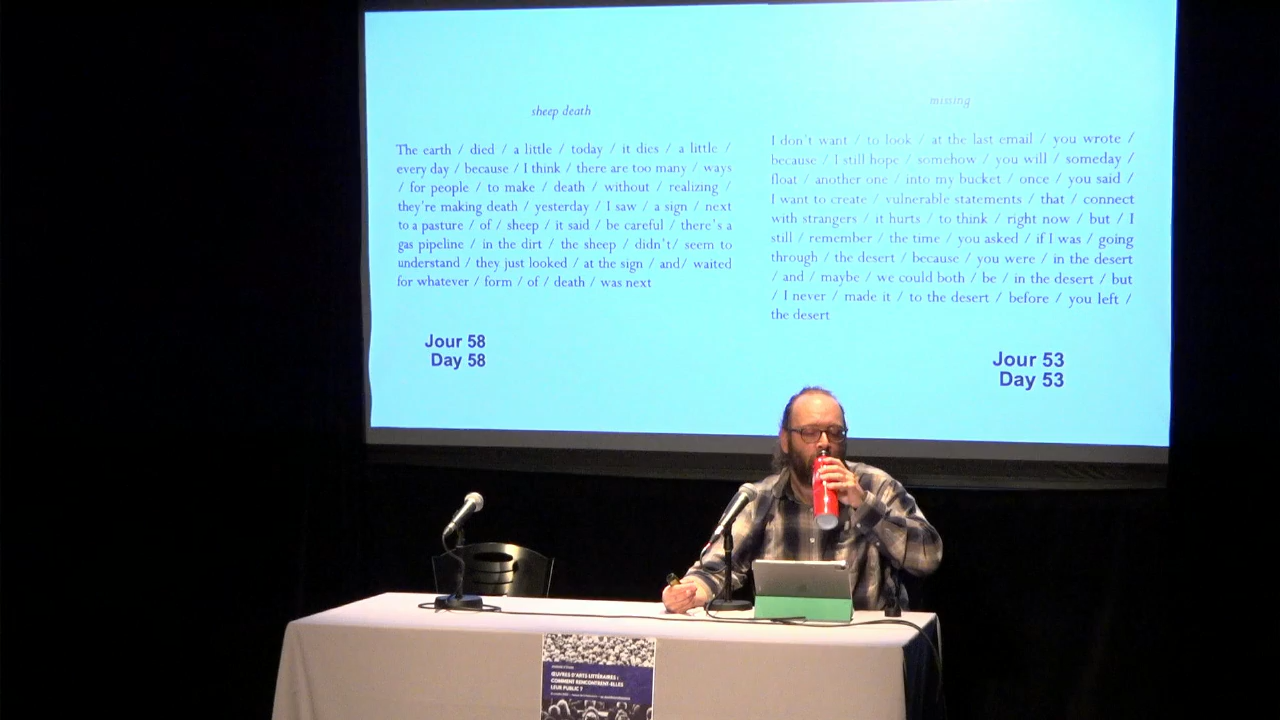 sheep death
The earth / died / a little / today / it dies / a little /
every day / because / I think / there are too many / ways
/ for people / to make / death / without / realizing /
they're making death / yesterday / I saw / a sign / next
to a pasture / of / sheep / it said / be careful / there's a
gas pipeline / in the dirt / the sheep / didn't/ seem to
understand / they just looked / at the sign / and/ waited
for whatever / form / of / death / was next
Jour 58
Day 58
missing
I don't want / to look / at the last email / you wrote /
because / I still hope / somehow / you will / someday /
float / another one / into my bucket / once / you said /
I want to create / vulnerable statements / that / connect
with strangers / it hurts / to think / right now / but / I
still / remember / the time / you asked / if I was / going
through / the desert / because / you were / in the desert
/ and / maybe / we could both / be / in the desert / but
/ I never / made it / to the desert / before / you left /
the desert
Jour 53
Day 53
ŒUVRES D'ARTS LITTÉRAIRES :
COMMENT RENCONTRENT-ELLES
LEUR PUBLIC ?